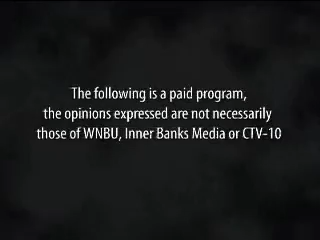 The following is a paid program,
the opinions expressed are not necessarily
those of WNBU, Inner Banks Media or CTV-10